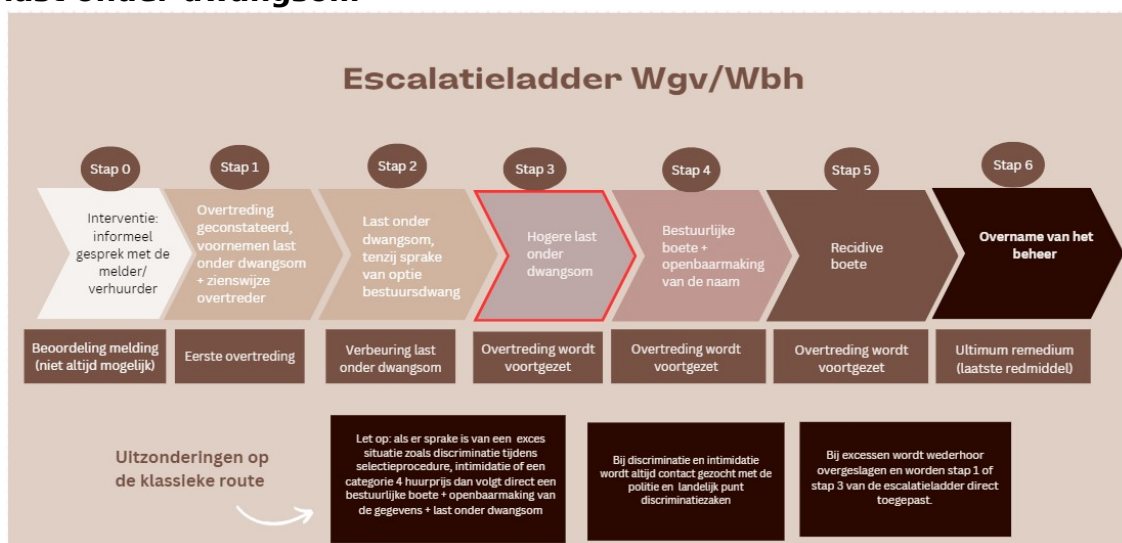 last onder dwangsom
Escalatieladder Wgv/Wbh
Stap 0
Stap 1
Stap 2
Stap 3
Stap 4
Stap 5
Stap 6
Interventie:
informeel
gesprek met de
melder/
verhuurder
Overtreding
geconstateerd,
voornemen last
onder dwangsom
+ zienswijze
overtreder
Last onder
dwangsom,
tenzij sprake
van optie
bestuursdwang
Hogere last
onder
dwangsom
Bestuurlijke
boete +
openbaarmaking
van de naam
Recidive
boete
Overname van het
beheer
Beoordeling melding
(niet altijd mogelijk)
Eerste overtreding
Verbeuring last
onder dwangsom
Overtreding wordt
voortgezet
Overtreding wordt
voortgezet
Overtreding wordt
voortgezet
Ultimum remedium
(laatste redmiddel)
Uitzonderingen op
de klassieke route
Let op: als er sprake is van een exces
situatie zoals discriminatie tijdens
selectieprocedure, intimidatie of een
categorie 4 huurprijs dan volgt direct een
bestuurlijke boete + openbaarmaking van
de gegevens + last onder dwangsom
Bij discriminatie en intimidatie
wordt altijd contact gezocht met de
politie en landelijk punt
discriminatiezaken
Bij excessen wordt wederhoor
overgeslagen en worden stap 1 of
stap 3 van de escalatieladder direct
toegepast.